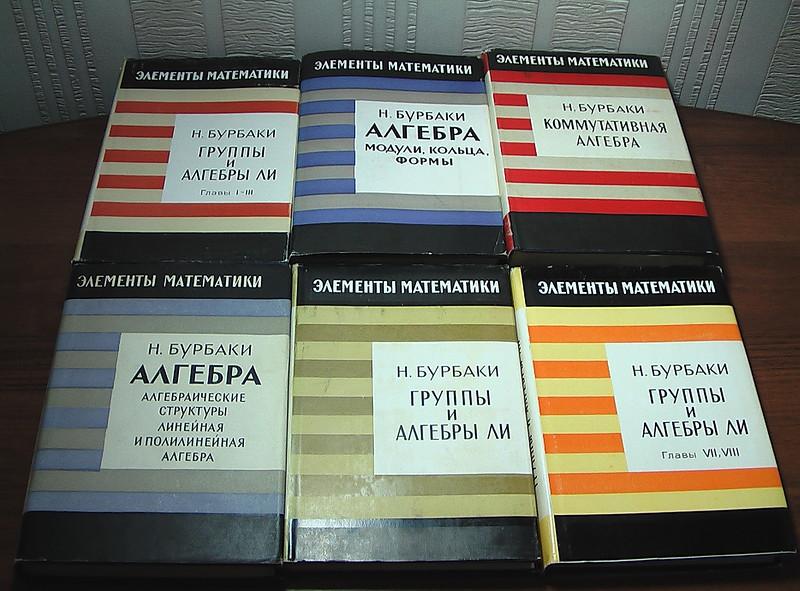 ЭЛЕМЕНТЫ МАТЕМАТИКИ
Н. БУРБАКИ
ГРУППЫ
И
АЛГЕБРЫ ЛИ
Главы I-III
ЭЛЕМЕНТЫ МАТЕМАТИКИ
Н. БУРБАКИ
АЛГЕБРА
МОДУЛИ, КОЛЬЦА,
ФОРМЫ
ЭЛЕМЕНТЫ МАТЕМАТИКИ
Н. БУРБАКИ
КОММУТАТИВНАЯ
АЛГЕБРА
ЭЛЕМЕНТЫ МАТЕМАТИКИ
Н. БУРБАКИ
АЛГЕБРА
АЛГЕБРАИЧЕСКИЕ
СТРУКТУРЫ
ЛИНЕЙНАЯ
И ПОЛИЛИНЕЙНАЯ
АЛГЕБРА
ЭЛЕМЕНТЫ МАТЕМАТИКИ
Н. БУРБАКИ
ГРУППЫ
И
АЛГЕБРЫ ЛИ
ЭЛЕМЕНТЫ МАТЕМАТИКИ
Н. БУРБАКИ
ГРУППЫ
И
АЛГЕБРЫ ЛИ
Главы VII, VIII